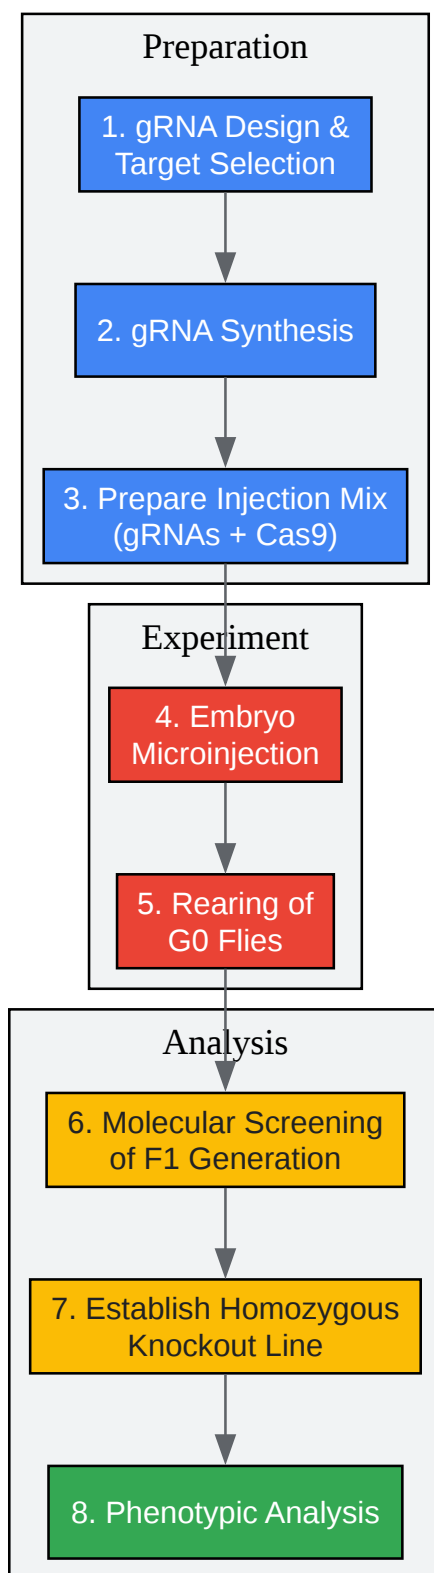 Preparation
1. gRNA Design &
Target Selection
2. gRNA Synthesis
3. Prepare Injection Mix
(gRNAs + Cas9)
Experiment
4. Embryo
Microinjection
5. Rearing of
G0 Flies
Analysis
6. Molecular Screening
of F1 Generation
7. Establish Homozygous
Knockout Line
8. Phenotypic Analysis